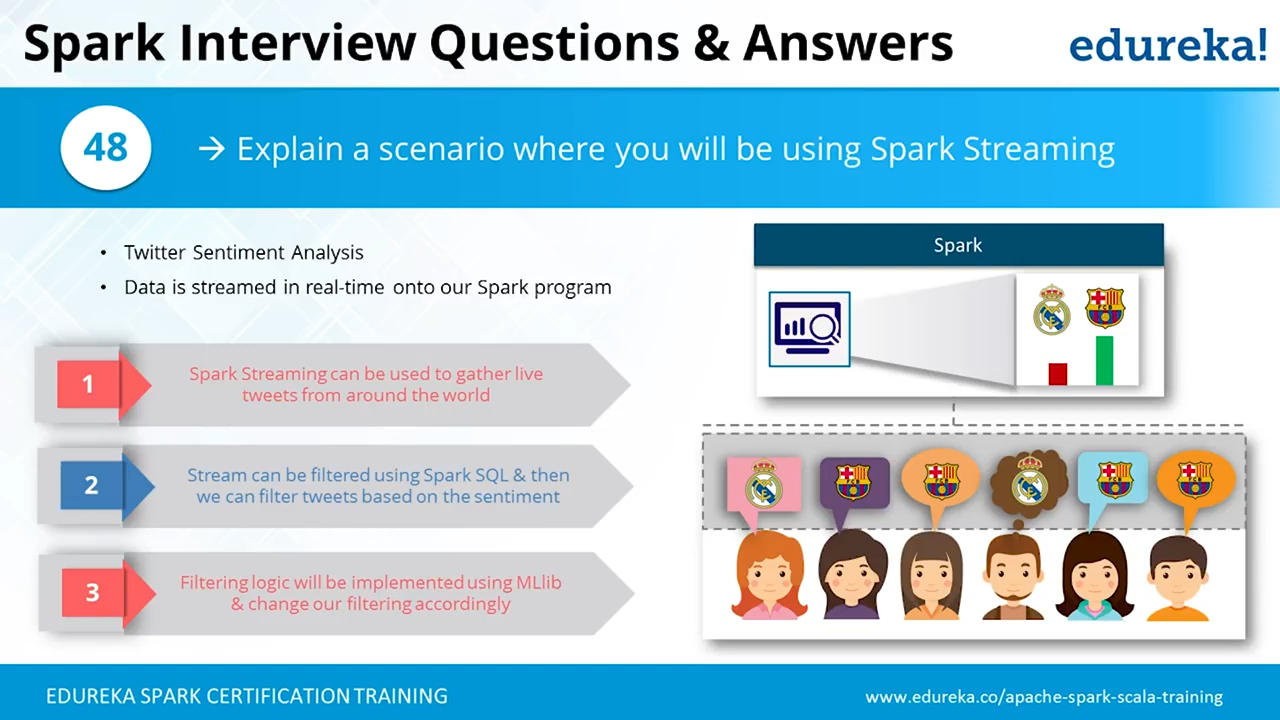 Spark Interview Questions & Answers
edureka!
48
→ Explain a scenario where you will be using Spark Streaming
• Twitter Sentiment Analysis
• Data is streamed in real-time onto our Spark program
1
Spark Streaming can be used to gather live
tweets from around the world
2
Stream can be filtered using Spark SQL & then
we can filter tweets based on the sentiment
3
Filtering logic will be implemented using MLlib
& change our filtering accordingly
Spark
EDUREKA SPARK CERTIFICATION TRAINING
www.edureka.co/apache-spark-scala-training